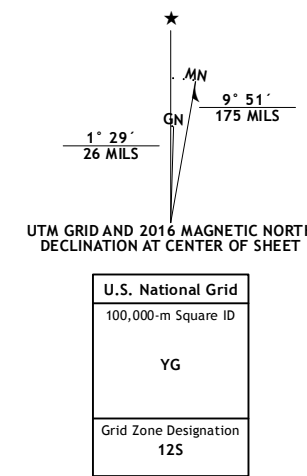 ★
MN
GN
9° 51´
175 MILS
1° 29´
26 MILS
UTM GRID AND 2016 MAGNETIC NORTH
DECLINATION AT CENTER OF SHEET
U.S. National Grid
100,000-m Square ID
YG
Grid Zone Designation
12S